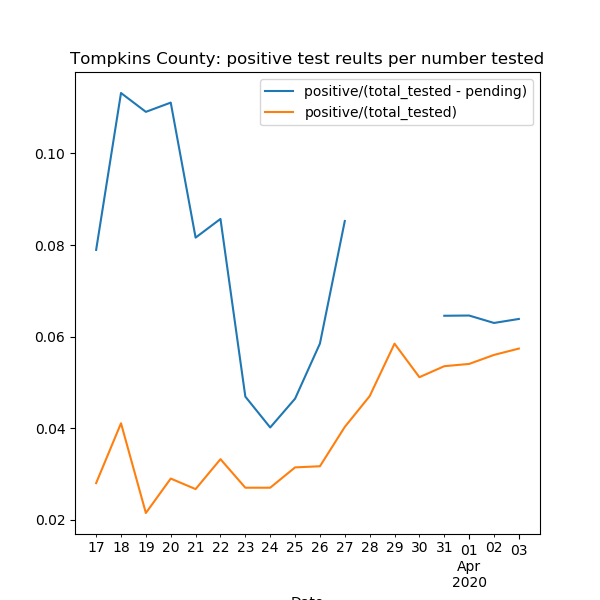 Tompkins County: positive test reults per number tested
positive/(total_tested - pending)
positive/(total_tested)
0.10
0.08
0.06
0.04
0.02
17 18 19 20 21 22 23 24 25 26 27 28 29 30 31 01 02 03
Apr
2020
Date